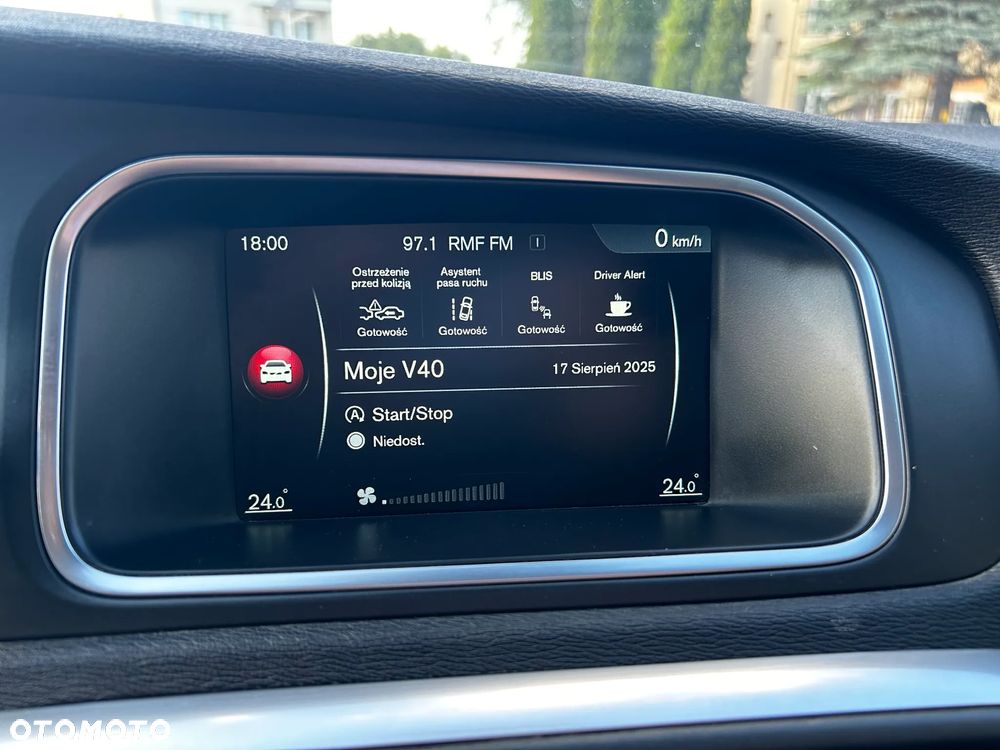 18:00 97.1 RMF FM I 0 km/h
Ostrzeżenie
przed kolizją
Gotowość
Asystent
pasa ruchu
Gotowość
BLIS
Gotowość
Driver Alert
Gotowość
Moje V40 17 Sierpień 2025
A Start/Stop
Niedost.
24.0° 24.0°
OTOMOTO